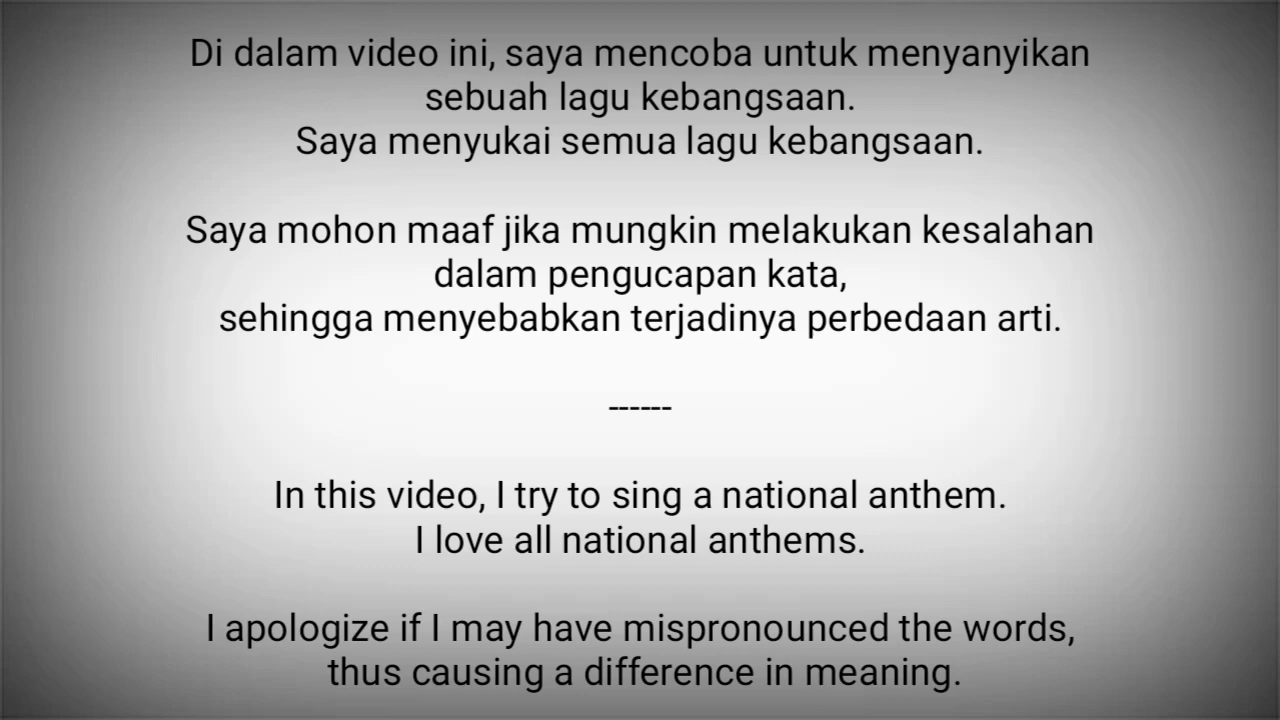 Di dalam video ini, saya mencoba untuk menyanyikan
sebuah lagu kebangsaan.
Saya menyukai semua lagu kebangsaan.
Saya mohon maaf jika mungkin melakukan kesalahan
dalam pengucapan kata,
sehingga menyebabkan terjadinya perbedaan arti.
------
In this video, I try to sing a national anthem.
I love all national anthems.
I apologize if I may have mispronounced the words,
thus causing a difference in meaning.